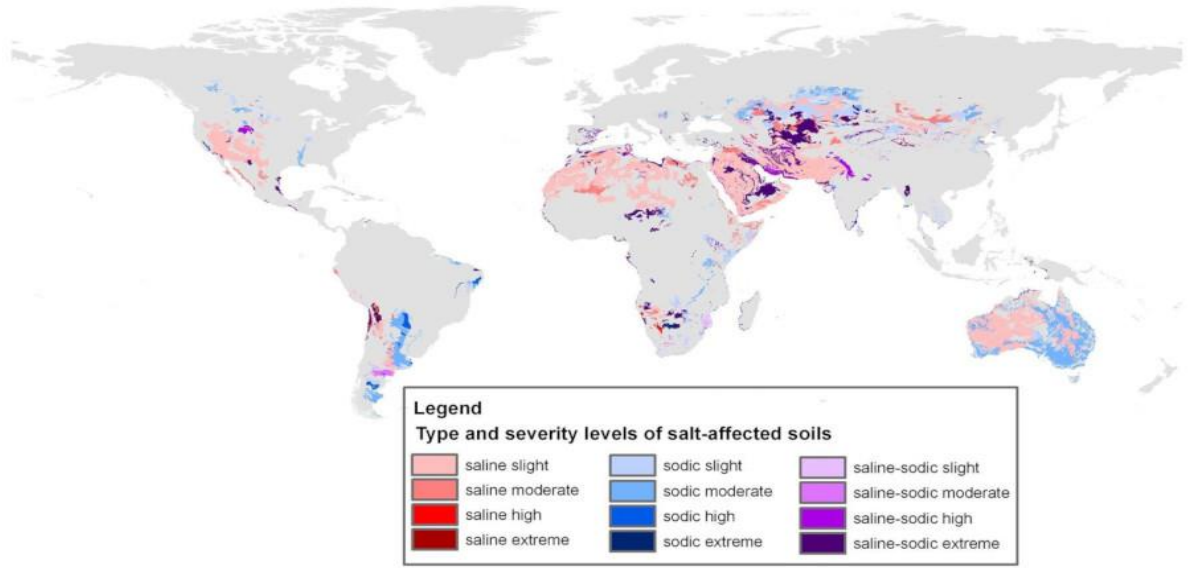 Legend
Type and severity levels of salt-affected soils
saline slight
saline moderate
saline high
saline extreme
sodic slight
sodic moderate
sodic high
sodic extreme
saline-sodic slight
saline-sodic moderate
saline-sodic high
saline-sodic extreme